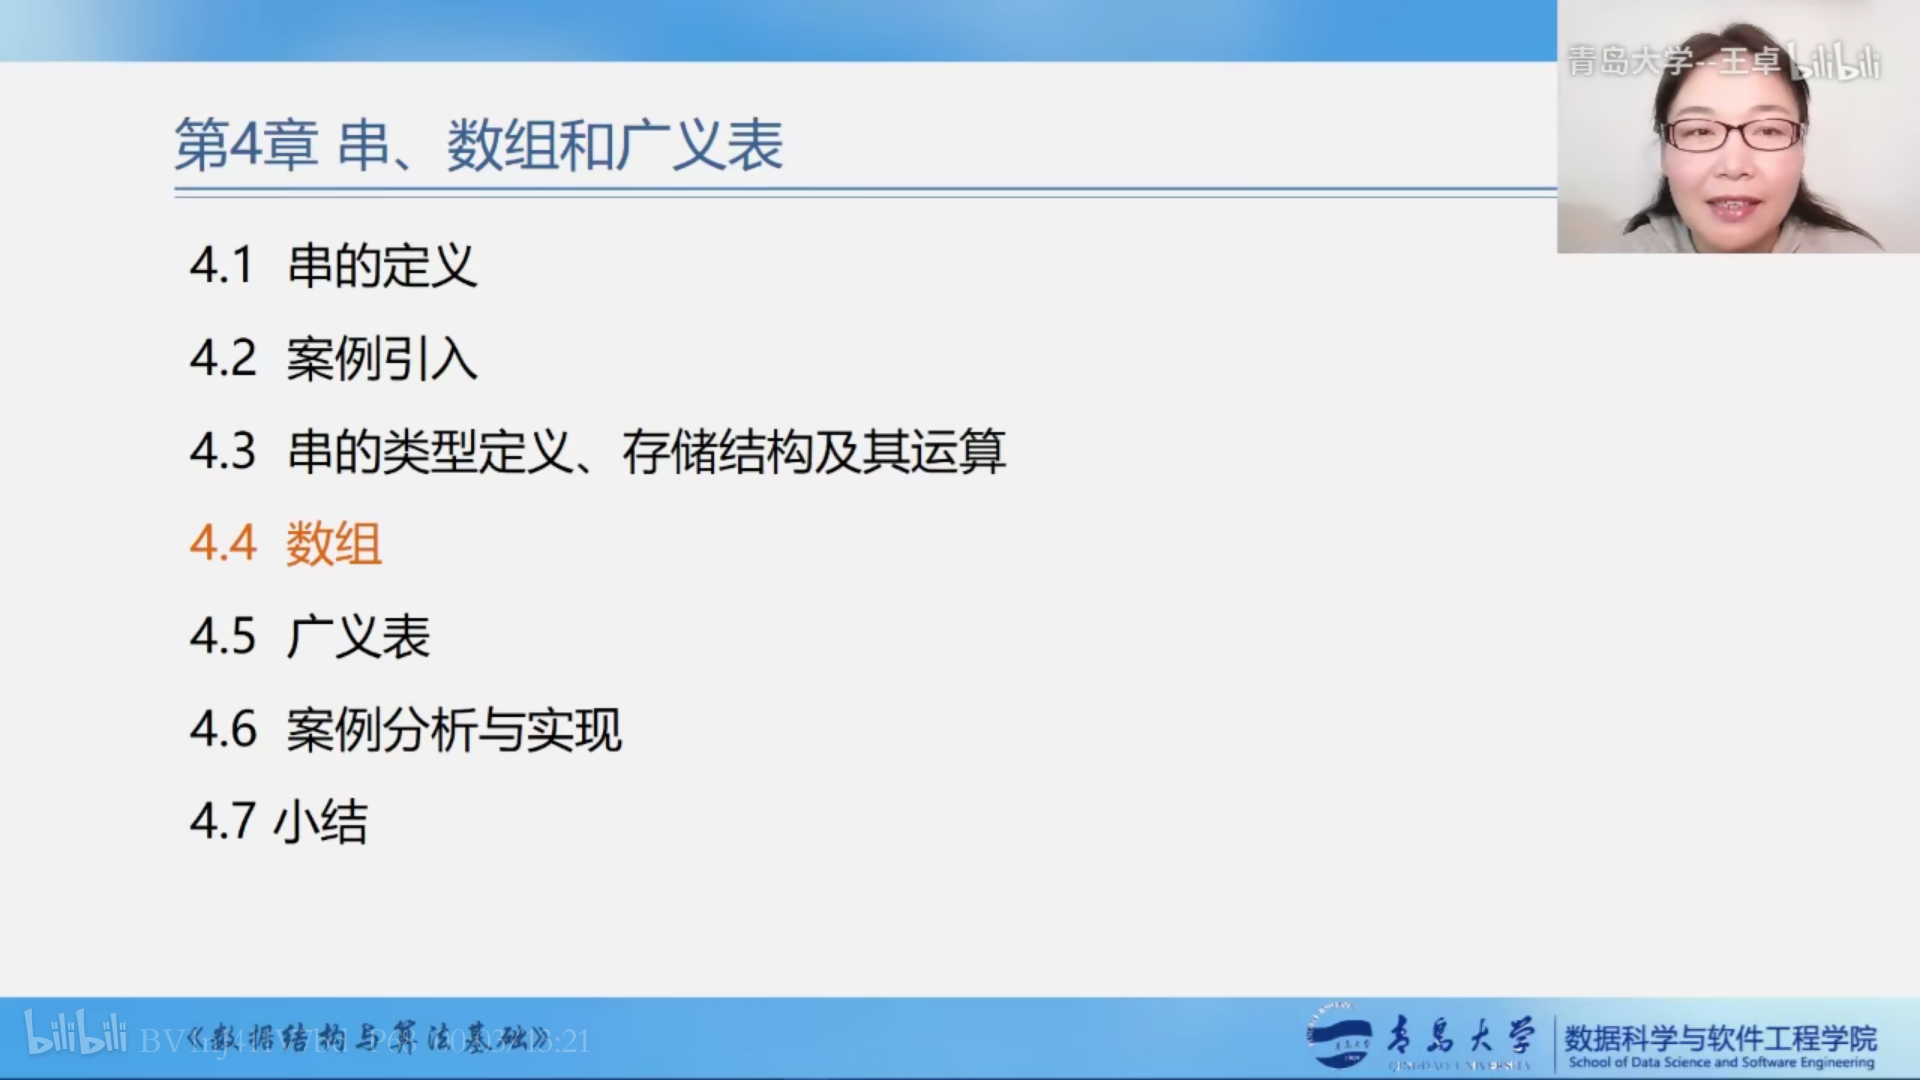 青岛大学--王卓 bilibili
第4章 串、数组和广义表
4.1 串的定义
4.2 案例引入
4.3 串的类型定义、存储结构及其运算
4.4 数组
4.5 广义表
4.6 案例分析与实现
4.7 小结
bilibili
《数据结构与算法基础》
青岛大学
QINGDAO UNIVERSITY
数据科学与软件工程学院
School of Data Science and Software Engineering